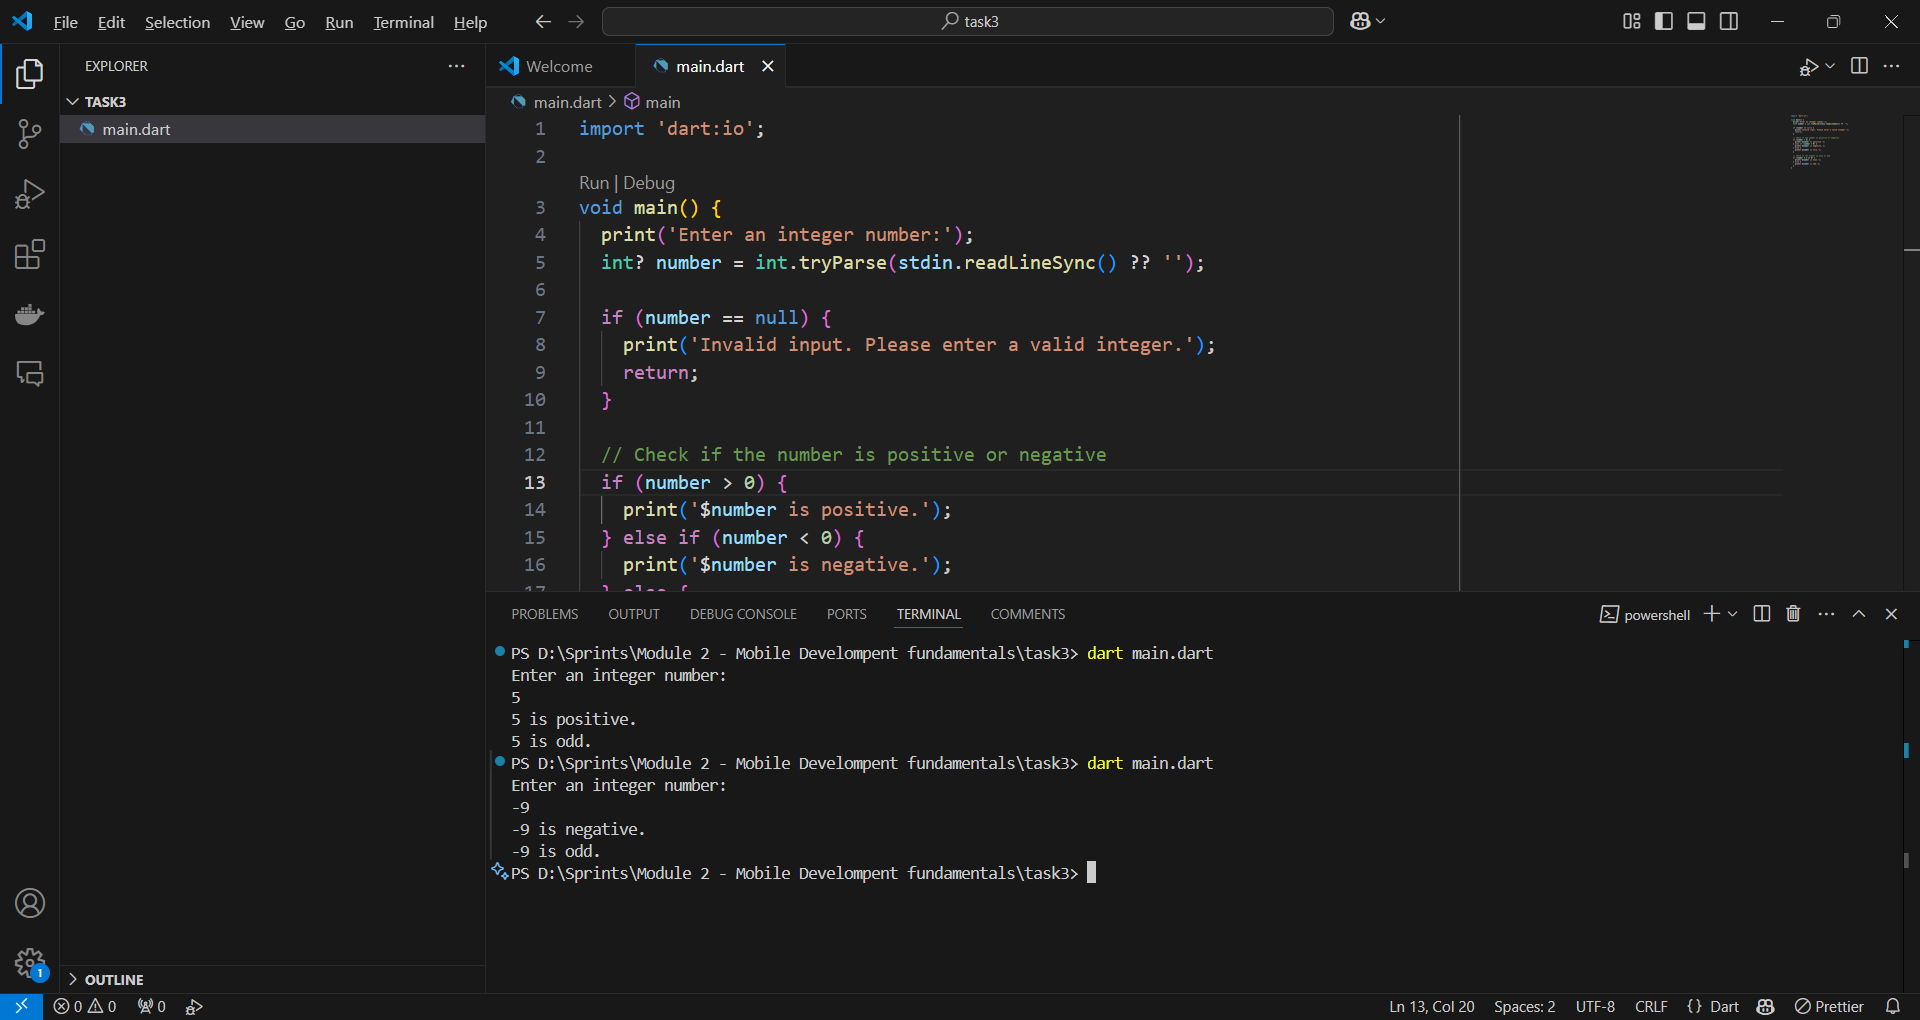 File Edit Selection View Go Run Terminal Help
task3
EXPLORER
TASK3
main.dart
OUTLINE
Welcome
main.dart
main.dart > main
1 import 'dart:io';
2
Run | Debug
3 void main() {
4 print('Enter an integer number:');
5 int? number = int.tryParse(stdin.readLineSync() ?? '');
6
7 if (number == null) {
8 print('Invalid input. Please enter a valid integer.');
9 return;
10 }
11
12 // Check if the number is positive or negative
13 if (number > 0) {
14 print('$number is positive.');
15 } else if (number < 0) {
16 print('$number is negative.');
17 } else {
PROBLEMS OUTPUT DEBUG CONSOLE PORTS TERMINAL COMMENTS
powershell
PS D:\Sprints\Module 2 - Mobile Develompent fundamentals\task3> dart main.dart
Enter an integer number:
5
5 is positive.
5 is odd.
PS D:\Sprints\Module 2 - Mobile Develompent fundamentals\task3> dart main.dart
Enter an integer number:
-9
-9 is negative.
-9 is odd.
PS D:\Sprints\Module 2 - Mobile Develompent fundamentals\task3>
1
0 0 0
Ln 13, Col 20 Spaces: 2 UTF-8 CRLF {} Dart Prettier